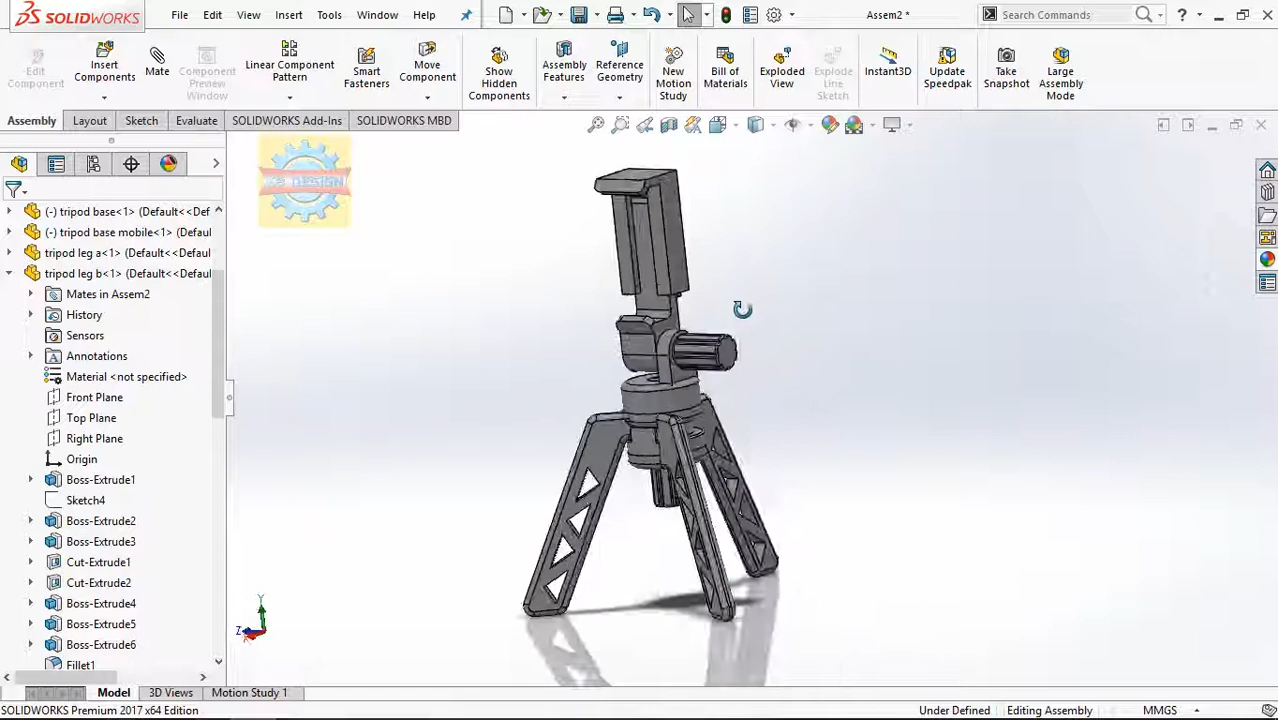 SOLIDWORKS File Edit View Insert Tools Window Help Assem2 * Search Commands ?
Edit Component
Insert Components
Mate
Component Preview Window
Linear Component Pattern
Smart Fasteners
Move Component
Show Hidden Components
Assembly Features
Reference Geometry
New Motion Study
Bill of Materials
Exploded View
Explode Line Sketch
Instant3D
Update Speedpak
Take Snapshot
Large Assembly Mode
Assembly Layout Sketch Evaluate SOLIDWORKS Add-Ins SOLIDWORKS MBD
(-) tripod base<1> (Default<<Def
(-) tripod base mobile<1> (Defaul
tripod leg a<1> (Default<<Defaul
tripod leg b<1> (Default<<Defaul
Mates in Assem2
History
Sensors
Annotations
Material <not specified>
Front Plane
Top Plane
Right Plane
Origin
Boss-Extrude1
Sketch4
Boss-Extrude2
Boss-Extrude3
Cut-Extrude1
Cut-Extrude2
Boss-Extrude4
Boss-Extrude5
Boss-Extrude6
Fillet1
Y
Z
Model 3D Views Motion Study 1
SOLIDWORKS Premium 2017 x64 Edition Under Defined Editing Assembly MMGS